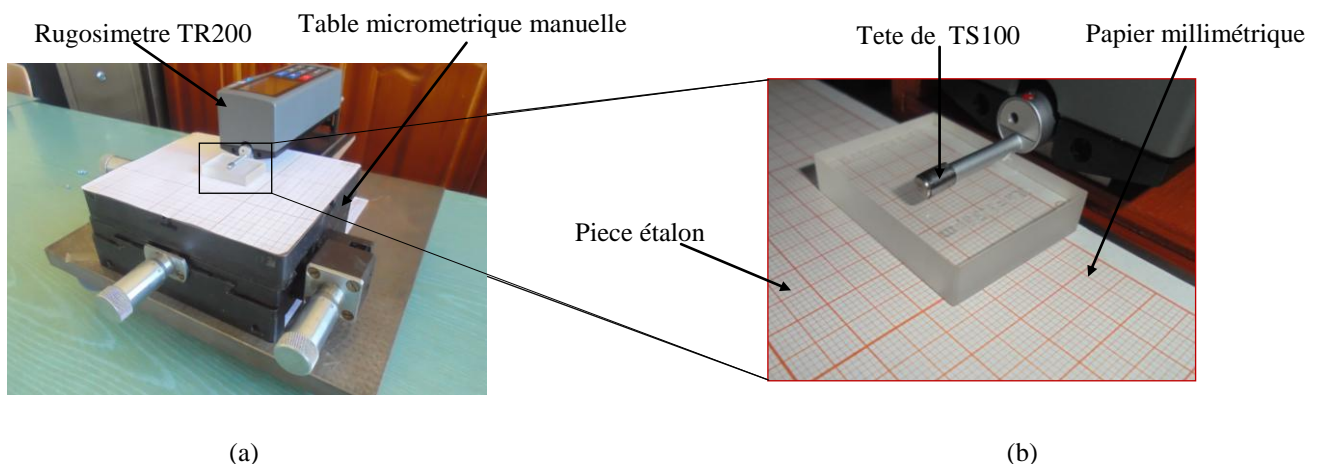 Rugosimetre TR200
Table micrometrique manuelle
Tete de TS100
Papier millimétrique
Piece étalon
(a)
(b)